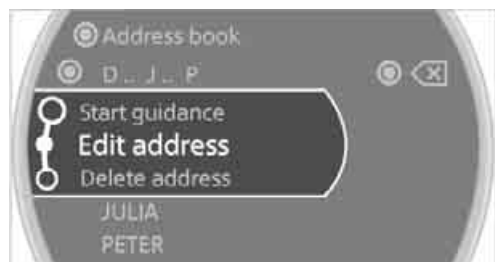 Address book
D .. J .. P
Start guidance
Edit address
Delete address
JULIA
PETER